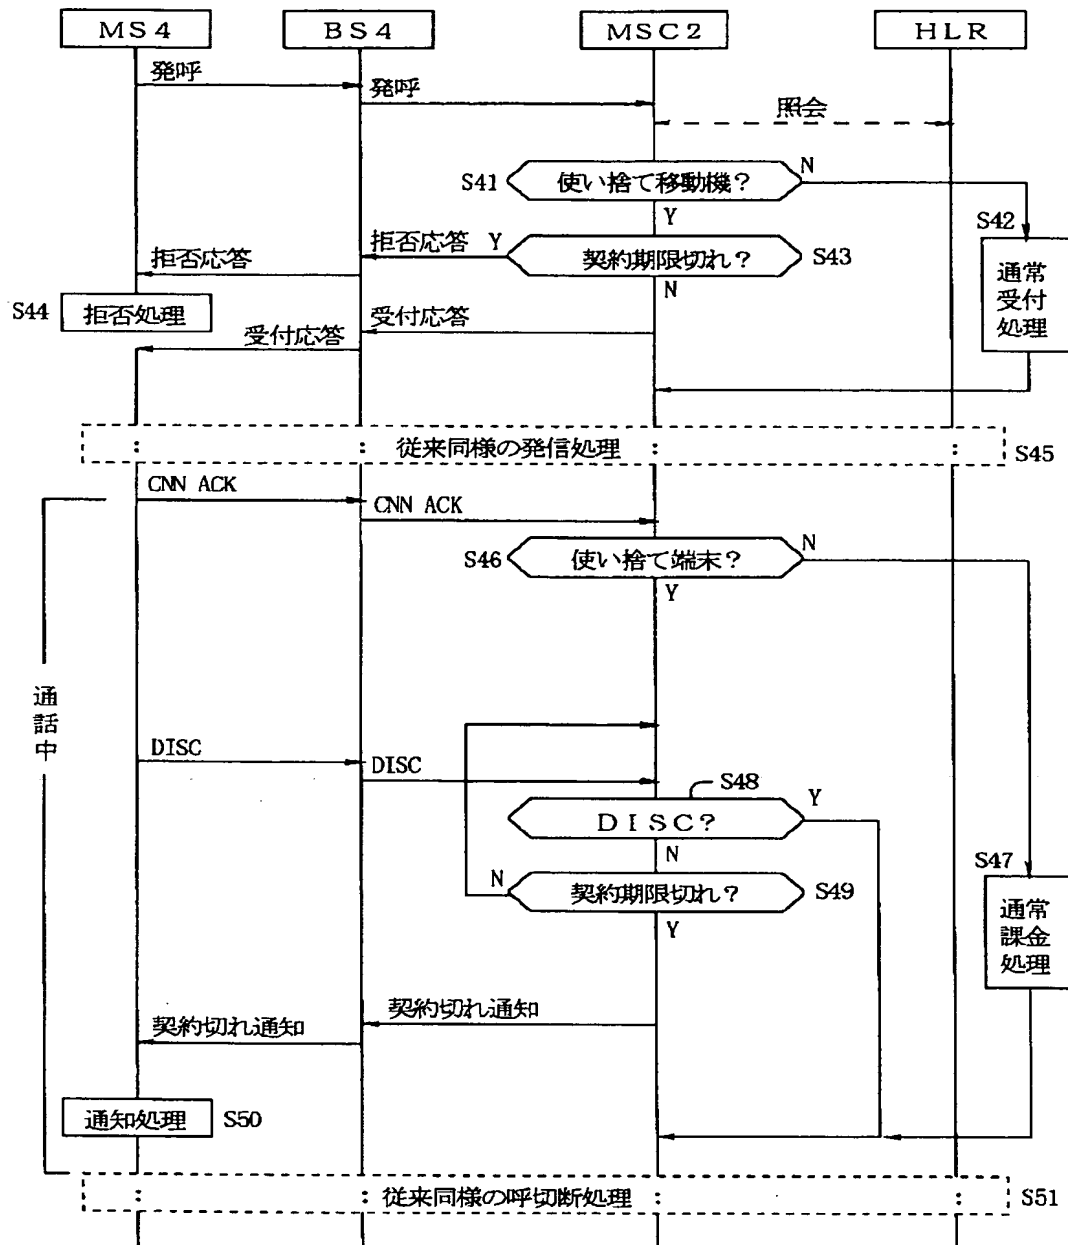 ＭＳ４
ＢＳ４
ＭＳＣ２
ＨＬＲ
発呼
発呼
照会
S41
使い捨て移動機？
N
Y
S42
通常受付処理
拒否応答
拒否応答
Y
契約期限切れ？
S43
N
S44
拒否処理
受付応答
受付応答
：
従来同様の発信処理
：
：
S45
CNN ACK
CNN ACK
S46
使い捨て端末？
N
Y
通話中
DISC
DISC
S48
ＤＩＳＣ？
Y
N
N
契約期限切れ？
S49
Y
S47
通常課金処理
契約切れ通知
契約切れ通知
通知処理
S50
：
：
従来同様の呼切断処理
：
：
S51